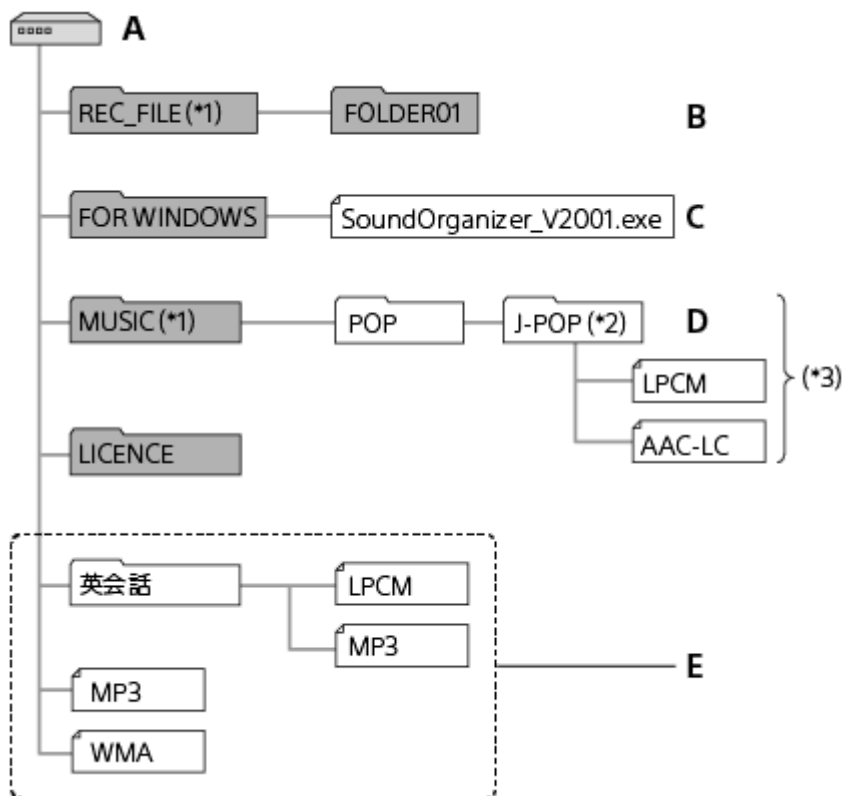 A
REC_FILE(*1) FOLDER01 B
FOR WINDOWS SoundOrganizer_V2001.exe C
MUSIC(*1) POP J-POP(*2) D
LPCM (*3)
AAC-LC
LICENCE
英会話 LPCM
MP3
E
MP3
WMA